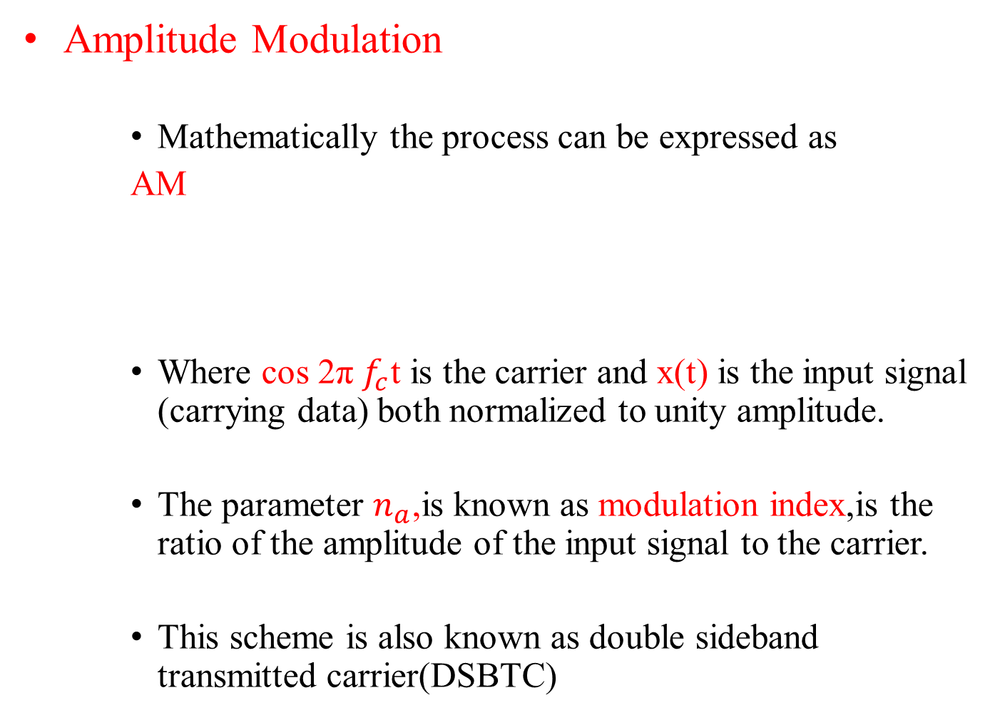 • Amplitude Modulation
• Mathematically the process can be expressed as
AM
• Where cos 2π 𝑓𝑐t is the carrier and x(t) is the input signal
(carrying data) both normalized to unity amplitude.
• The parameter 𝑛𝑎,is known as modulation index,is the
ratio of the amplitude of the input signal to the carrier.
• This scheme is also known as double sideband
transmitted carrier(DSBTC)